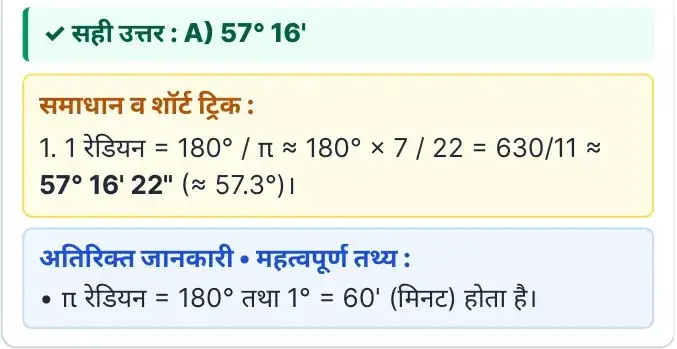 ✓ सही उत्तर : A) 57° 16'
समाधान व शॉर्ट ट्रिक :
1. 1 रेडियन = 180° / π ≈ 180° × 7 / 22 = 630/11 ≈
57° 16' 22" (≈ 57.3°)।
अतिरिक्त जानकारी • महत्वपूर्ण तथ्य :
• π रेडियन = 180° तथा 1° = 60' (मिनट) होता है।